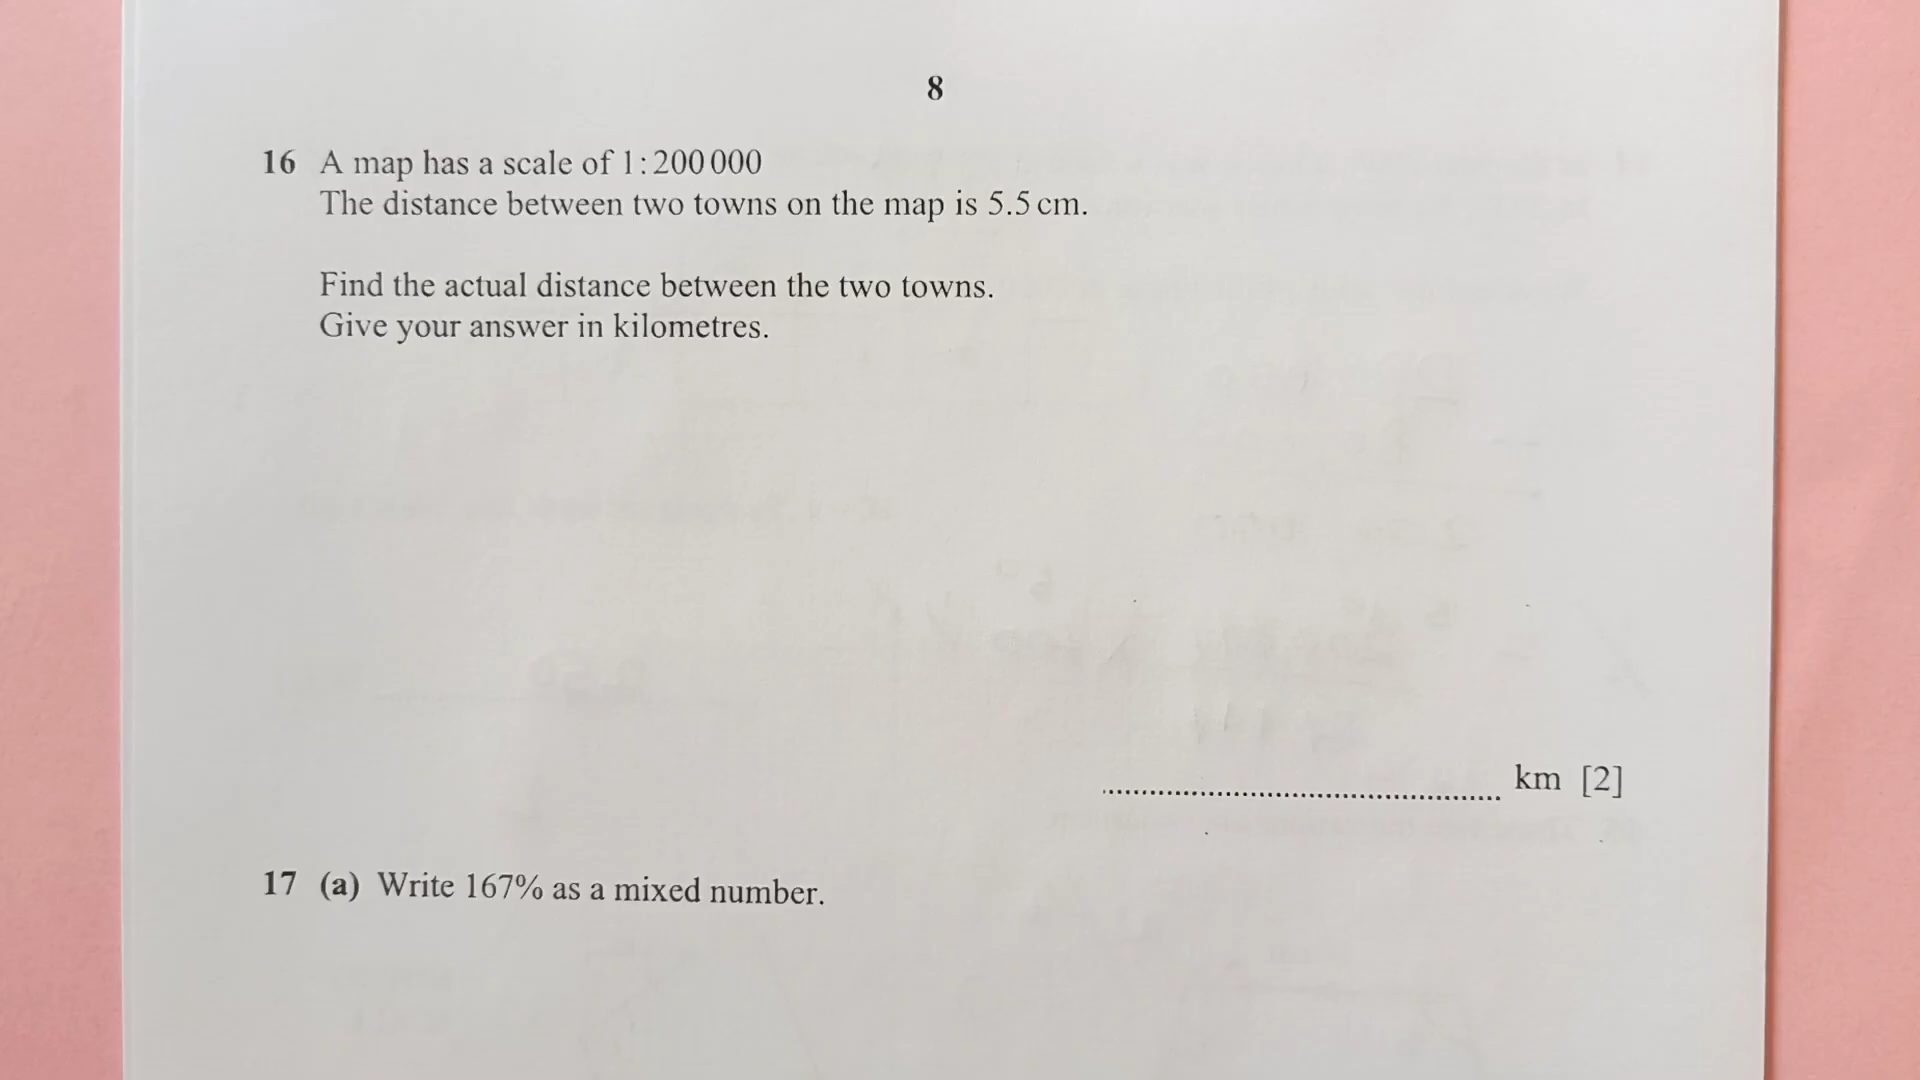 8
16 A map has a scale of 1 : 200 000
The distance between two towns on the map is 5.5 cm.
Find the actual distance between the two towns.
Give your answer in kilometres.
.................................................. km [2]
17 (a) Write 167% as a mixed number.